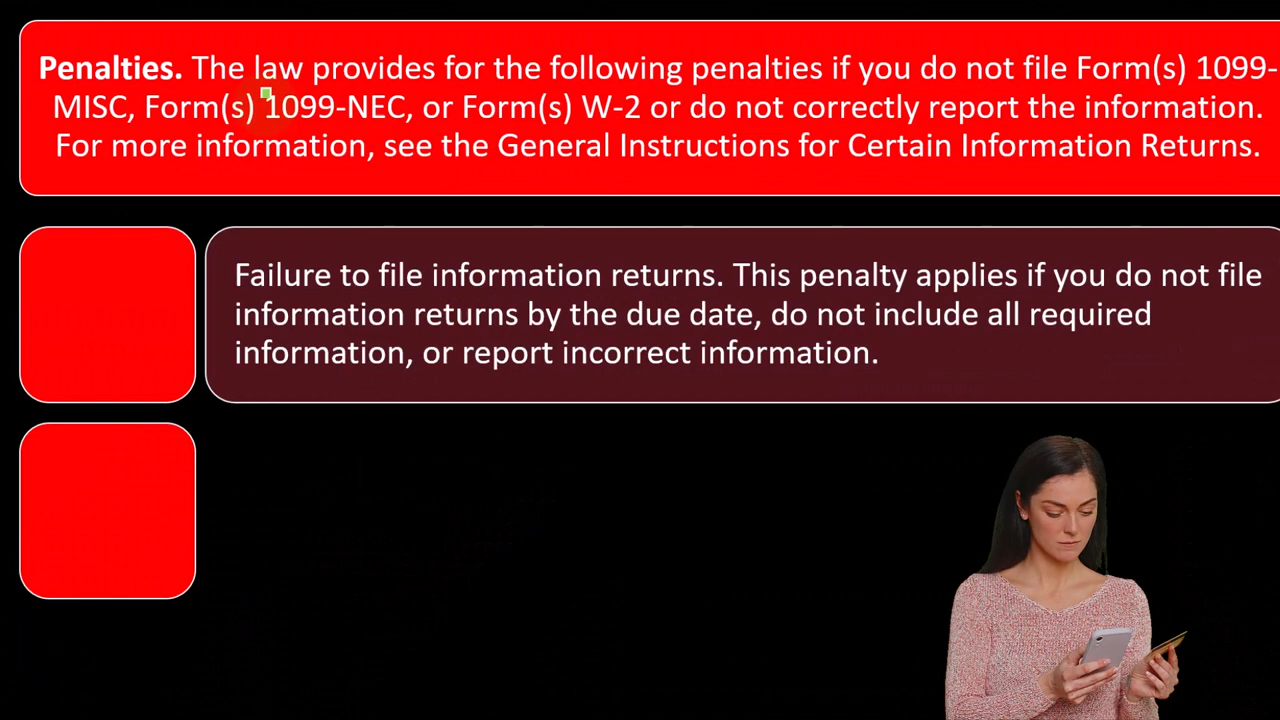 Penalties. The law provides for the following penalties if you do not file Form(s) 1099-
MISC, Form(s) 1099-NEC, or Form(s) W-2 or do not correctly report the information.
For more information, see the General Instructions for Certain Information Returns.
Failure to file information returns. This penalty applies if you do not file
information returns by the due date, do not include all required
information, or report incorrect information.